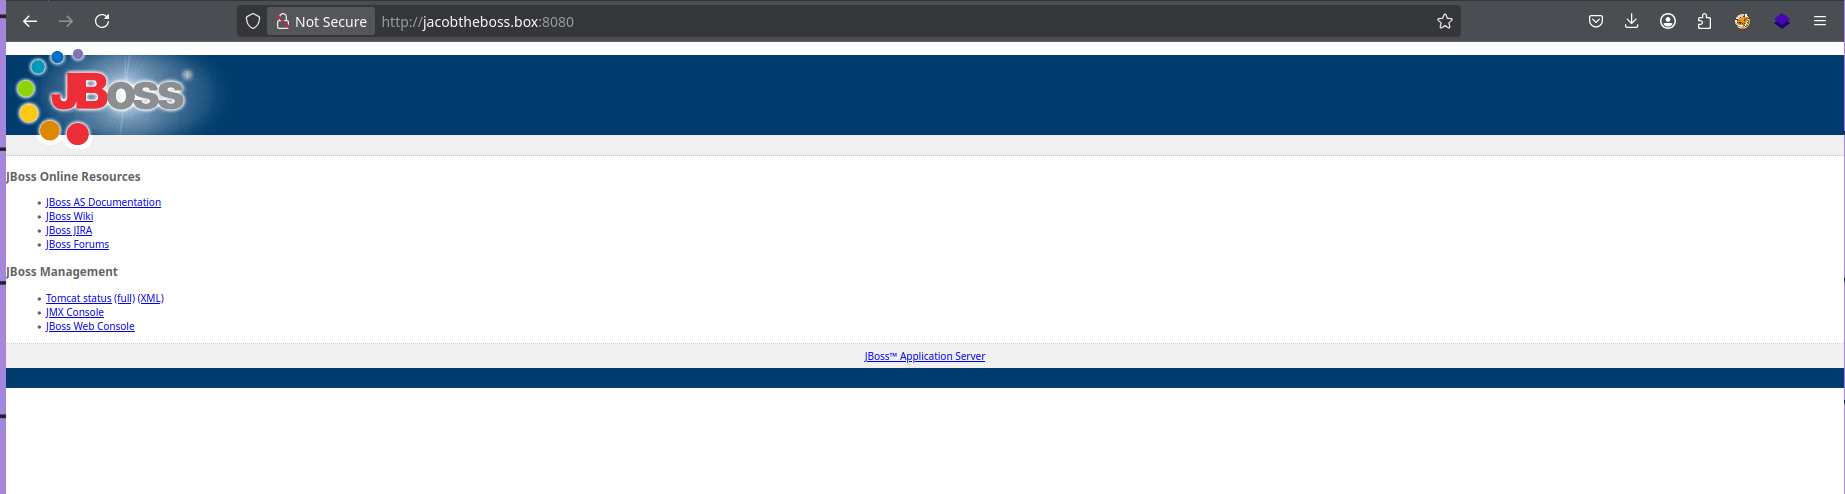 Not Secure http://jacobtheboss.box:8080
JBoss®
JBoss Online Resources
JBoss AS Documentation
JBoss Wiki
JBoss JIRA
JBoss Forums
JBoss Management
Tomcat status (full) (XML)
JMX Console
JBoss Web Console
JBoss™ Application Server